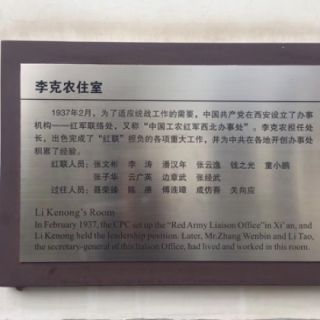 李克农住室
1937年2月，为了适应统战工作的需要，中国共产党在西安设立了办事
机构——红军联络处，又称“中国工农红军西北办事处”。李克农担任处
长，出色完成了“红联”担负的各项重大工作，并为中共在各地开创办事处
积累了经验。
红联人员：张文彬 李 涛 潘汉年 张云逸 钱之光 童小鹏
张子华 云广英 边章武 张经武
过往人员：聂荣臻 陈 赓 傅连暲 成仿吾 关向应
Li Kenong's Room
In February 1937, the CPC set up the “Red Army Liaison Office”in Xi' an, and
Li Kenong held the leadership position. Later, Mr.Zhang Wenbin and Li Tao,
the secretary-general of this liaison Office, had lived and worked in this room.